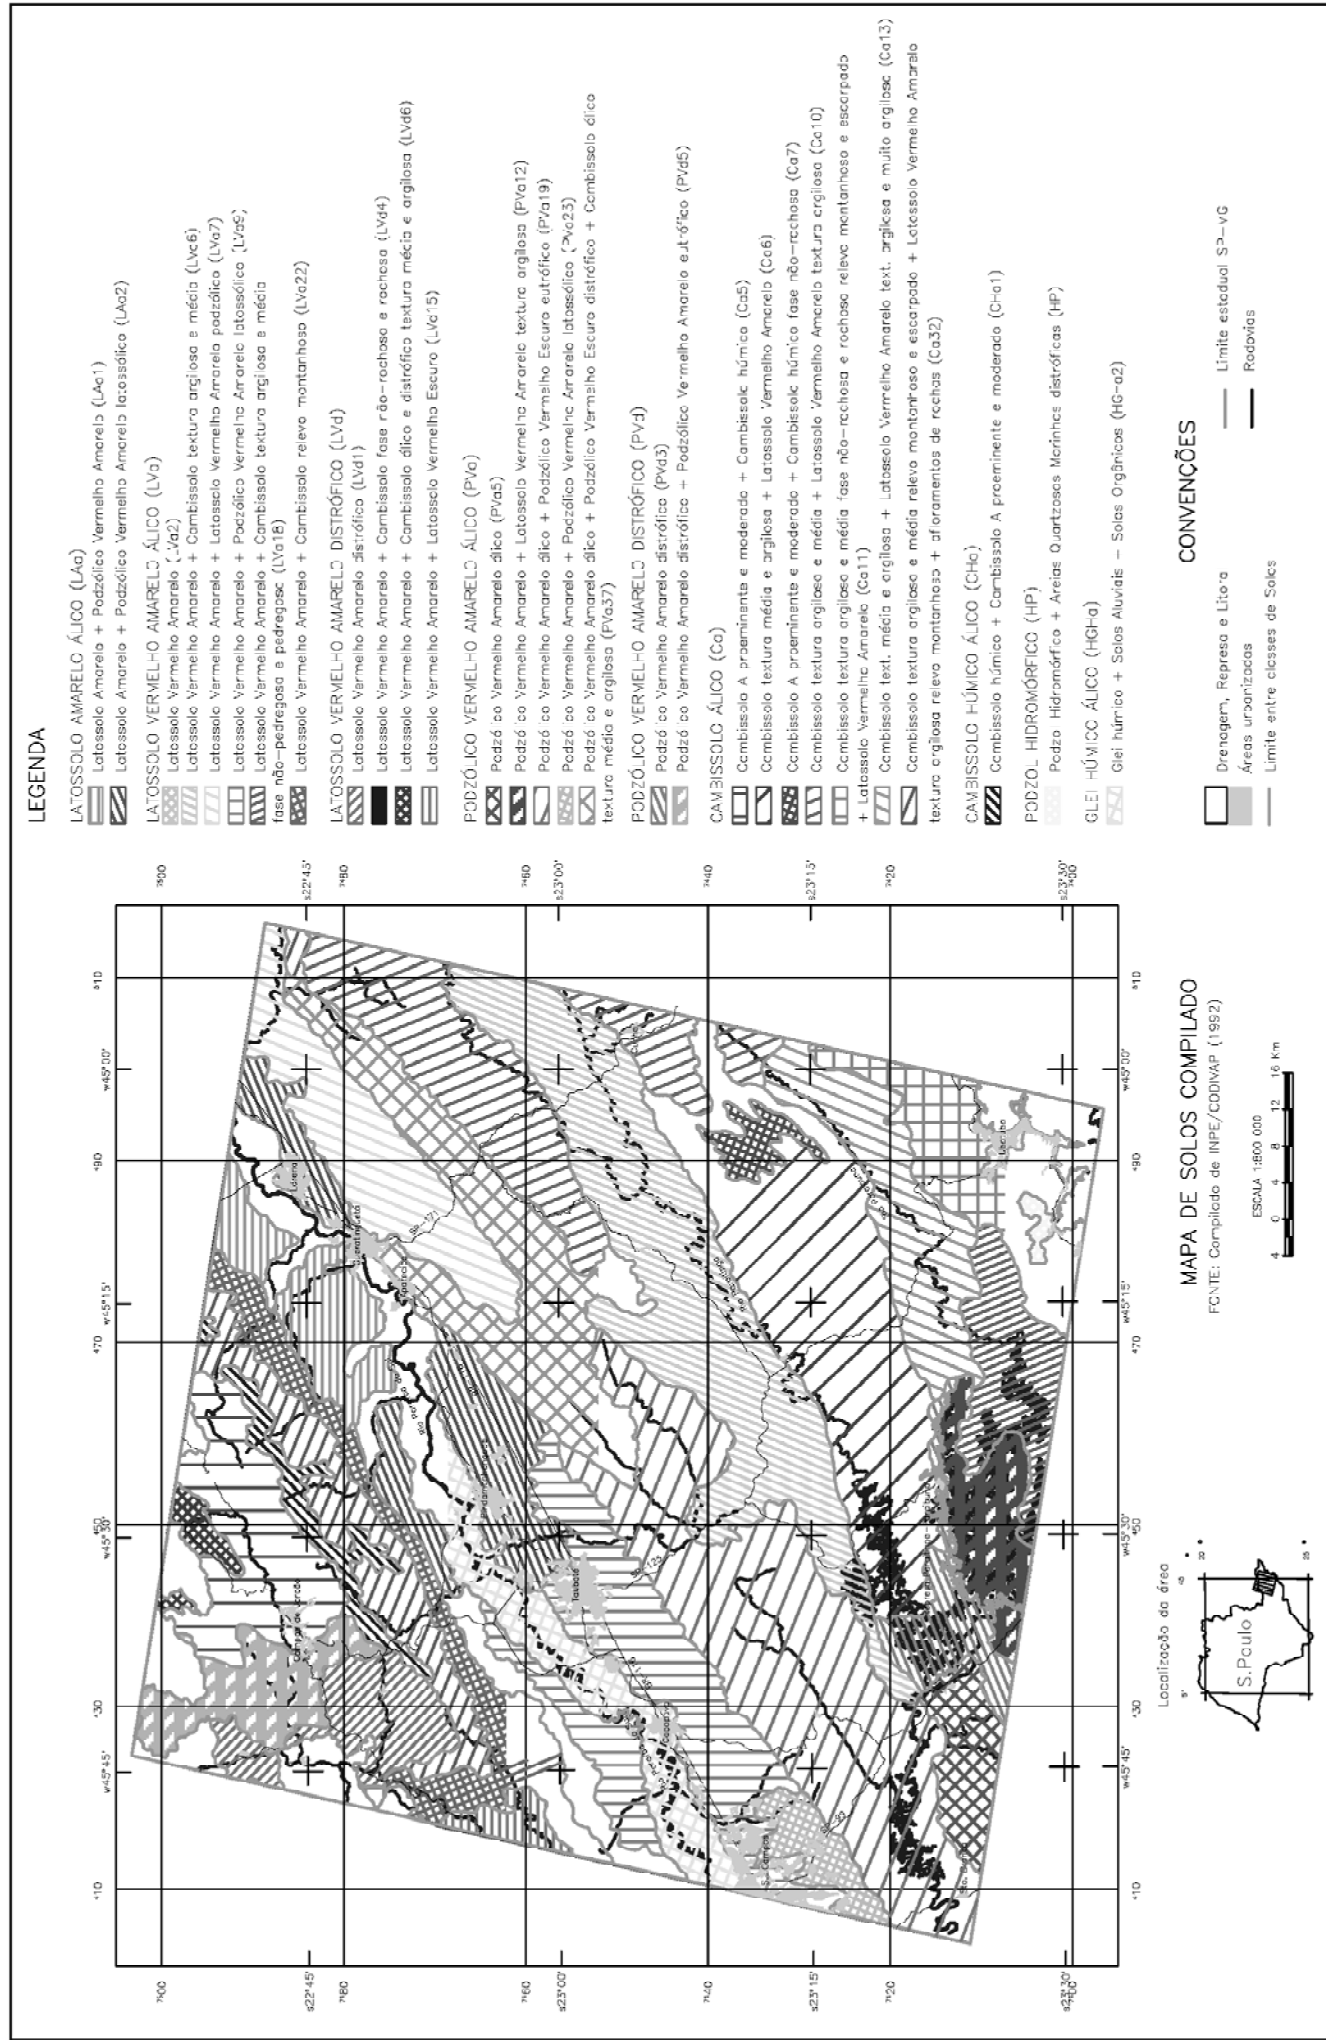 LEGENDA
LATOSSOLO AMARELO ÁLICO (LAa)
Latossolo Amarelo + Podzólico Vermelho Amarelo (LAa1)
Latossolo Amarelo + Podzólico Vermelho Amarelo latossólico (LAa2)
LATOSSOLO VERMELHO AMARELO ÁLICO (LVa)
Latossolo Vermelho Amarelo (LVa2)
Latossolo Vermelho Amarelo + Cambissolo textura argilosa e média (LVa6)
Latossolo Vermelho Amarelo + Latossolo Vermelho Amarelo podzólico (LVa7)
Latossolo Vermelho Amarelo + Podzólico Vermelho Amarelo latossólico (LVa9)
Latossolo Vermelho Amarelo + Cambissolo textura argilosa e média
fase não-pedregosa e pedregosa (LVa18)
Latossolo Vermelho Amarelo + Cambissolo relevo montanhoso (LVa22)
LATOSSOLO VERMELHO AMARELO DISTRÓFICO (LVd)
Latossolo Vermelho Amarelo distrófico (LVd1)
Latossolo Vermelho Amarelo + Cambissolo fase não-rochosa e rochosa (LVd4)
Latossolo Vermelho Amarelo + Cambissolo álico e distrófico textura média e argilosa (LVd6)
Latossolo Vermelho Amarelo + Latossolo Vermelho Escuro (LVd15)
PODZÓLICO VERMELHO AMARELO ÁLICO (PVa)
Podzólico Vermelho Amarelo álico (PVa5)
Podzólico Vermelho Amarelo + Latossolo Vermelho Amarelo textura argilosa (PVa12)
Podzólico Vermelho Amarelo álico + Podzólico Vermelho Escuro eutrófico (PVa19)
Podzólico Vermelho Amarelo + Podzólico Vermelho Amarelo latossólico (PVa23)
Podzólico Vermelho Amarelo álico + Podzólico Vermelho Escuro distrófico + Cambissolo álico
textura média e argilosa (PVa37)
PODZÓLICO VERMELHO AMARELO DISTRÓFICO (PVd)
Podzólico Vermelho Amarelo distrófico (PVd3)
Podzólico Vermelho Amarelo distrófico + Podzólico Vermelho Amarelo eutrófico (PVd5)
CAMBISSOLO ÁLICO (Ca)
Cambissolo A proeminente e moderado + Cambissolo húmico (Ca5)
Cambissolo textura média e argilosa + Latossolo Vermelho Amarelo (Ca6)
Cambissolo A proeminente e moderado + Cambissolo húmico fase não-rochosa (Ca7)
Cambissolo textura argilosa e média + Latossolo Vermelho Amarelo textura argilosa (Ca10)
Cambissolo textura argilosa e média fase não-rochosa e rochosa relevo montanhoso e escarpado
+ Latossolo Vermelho Amarelo (Ca11)
Cambissolo text. média e argilosa + Latossolo Vermelho Amarelo text. argilosa e muito argilosa (Ca13)
Cambissolo textura argilosa e média relevo montanhoso e escarpado + Latossolo Vermelho Amarelo
textura argilosa relevo montanhoso + afloramentos de rochas (Ca32)
CAMBISSOLO HÚMICO ÁLICO (CHa)
Cambissolo húmico + Cambissolo A proeminente e moderado (CHa1)
PODZOL HIDROMÓRFICO (HP)
Podzol Hidromórfico + Areias Quartzosas Marinhas distróficas (HP)
GLEI HÚMICO ÁLICO (HGHa)
Glei húmico + Solos Aluviais – Solos Orgânicos (HG-a2)
CONVENÇÕES
Drenagem, Represa e Litoral
Áreas urbanizadas
Limite entre classes de Solos
Limite estadual SP-MG
Rodovias
MAPA DE SOLOS COMPILADO
FONTE: Compilado de INPE/CODIVAP (1992)
ESCALA 1:800 000
4 0 4 8 12 16 Km
Localização da área
S.Paulo
s22°45'
s23°00'
s23°15'
s23°30'
w45°00'
w45°15'
w45°30'
w45°45'
Lorena
Aparecida
Taubaté
Cunha
Ubatuba
SP-171
SP-125